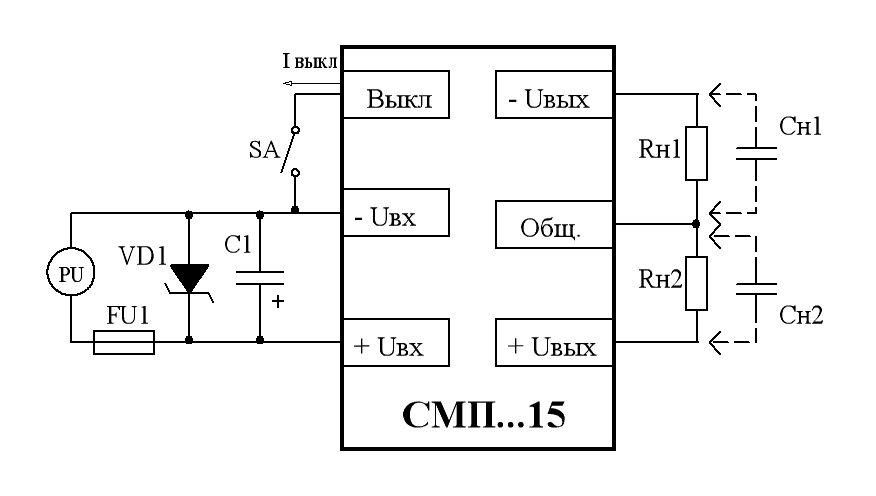 I выкл
Выкл
- Uвых
Cн1
SA
Rн1
- Uвх
Общ.
VD1
C1
PU
Rн2
+
FU1
Cн2
+ Uвх
+ Uвых
СМП...15